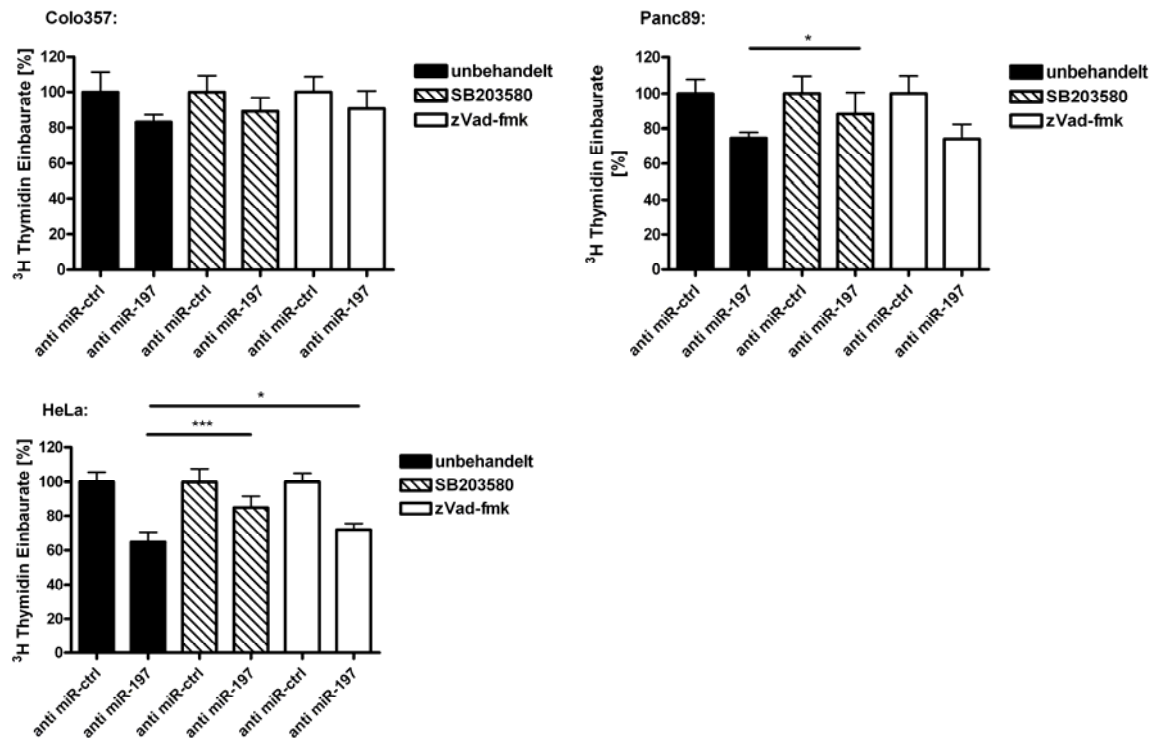 Colo357:
³H Thymidin Einbaurate [%]
120
100
80
60
40
20
0
anti miR-ctrl
anti miR-197
anti miR-ctrl
anti miR-197
anti miR-ctrl
anti miR-197
unbehandelt
SB203580
zVad-fmk
Panc89:
*
³H Thymidin Einbaurate
[%]
120
100
80
60
40
20
0
anti miR-ctrl
anti miR-197
anti miR-ctrl
anti miR-197
anti miR-ctrl
anti miR-197
unbehandelt
SB203580
zVad-fmk
HeLa:
*
***
³H Thymidin Einbaurate [%]
120
100
80
60
40
20
0
anti miR-ctrl
anti miR-197
anti miR-ctrl
anti miR-197
anti miR-ctrl
anti miR-197
unbehandelt
SB203580
zVad-fmk